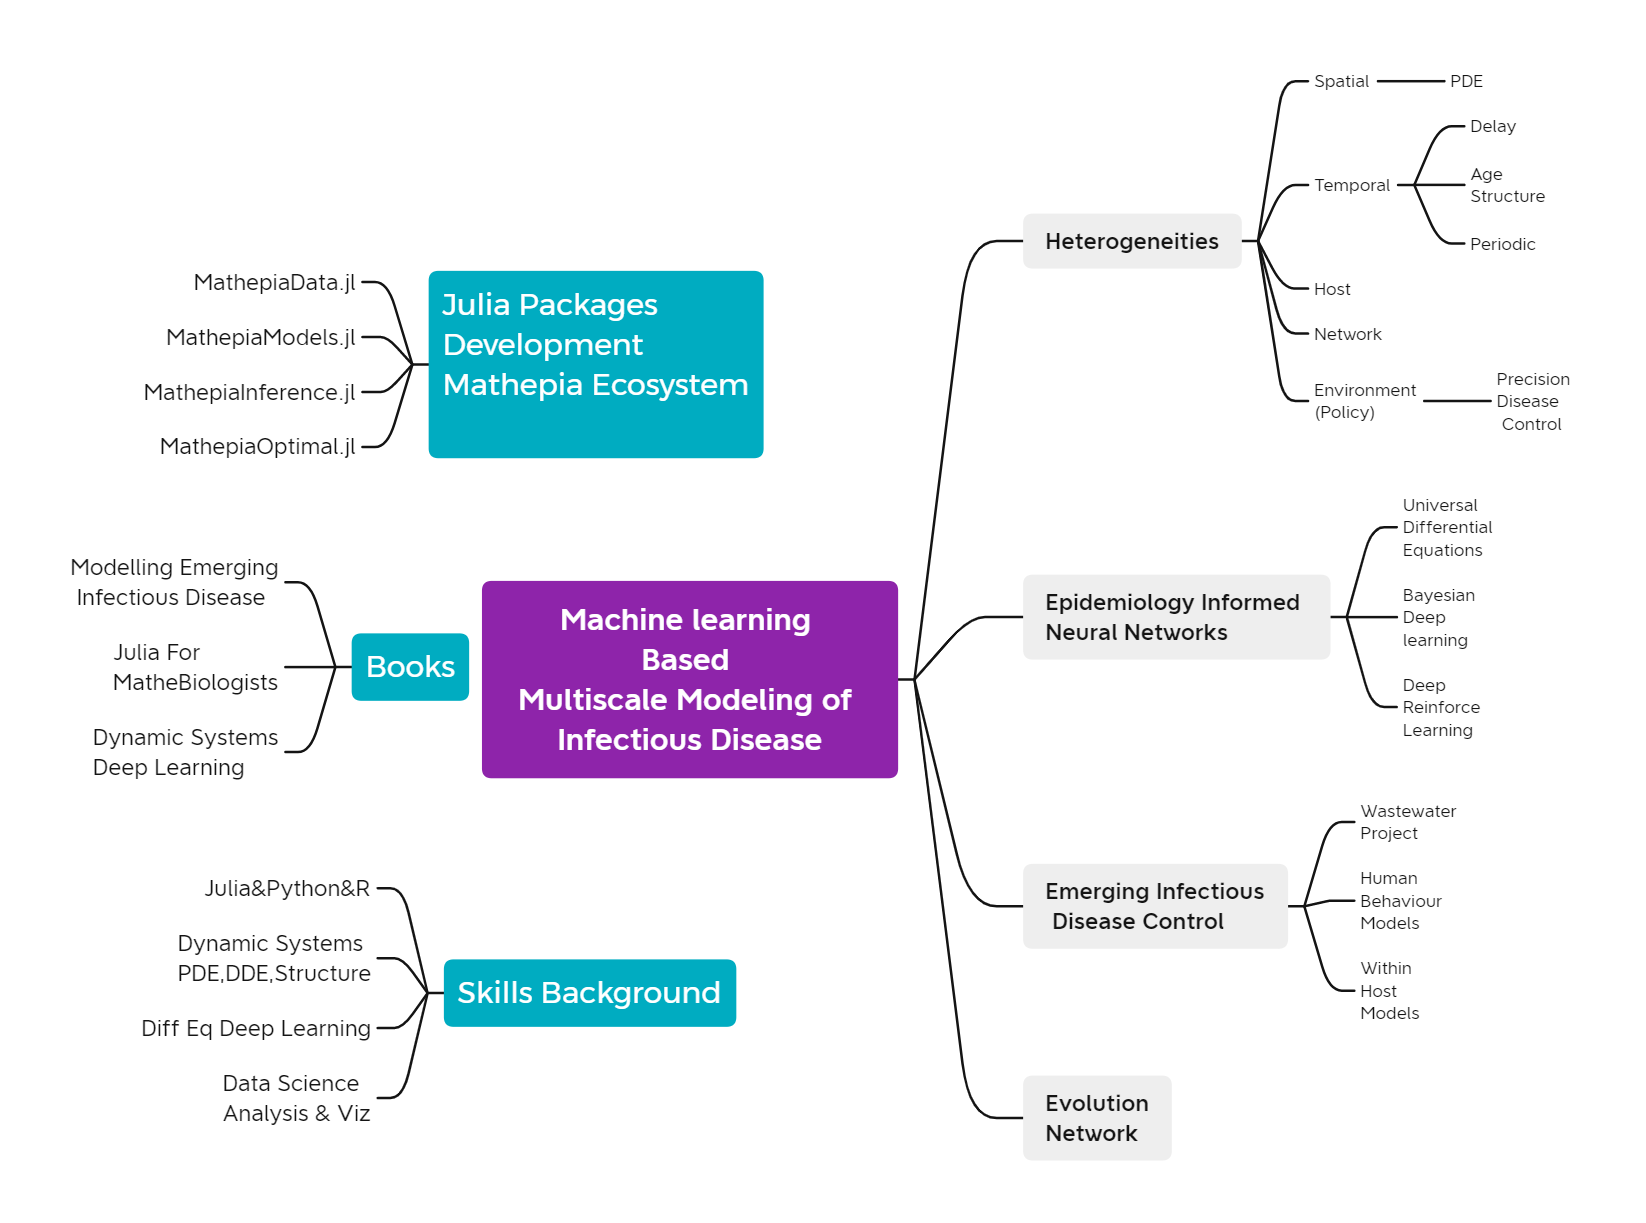 Julia Packages
Development
Mathepia Ecosystem
MathepiaData.jl
MathepiaModels.jl
MathepiaInference.jl
MathepiaOptimal.jl
Books
Modelling Emerging
Infectious Disease
Julia For
MatheBiologists
Dynamic Systems
Deep Learning
Skills Background
Julia&Python&R
Dynamic Systems
PDE,DDE,Structure
Diff Eq Deep Learning
Data Science
Analysis & Viz
Machine learning
Based
Multiscale Modeling of
Infectious Disease
Heterogeneities
Spatial
PDE
Temporal
Delay
Age
Structure
Periodic
Host
Network
Environment
(Policy)
Precision
Disease
Control
Epidemiology Informed
Neural Networks
Universal
Differential
Equations
Bayesian
Deep
learning
Deep
Reinforce
Learning
Emerging Infectious
Disease Control
Wastewater
Project
Human
Behaviour
Models
Within
Host
Models
Evolution
Network